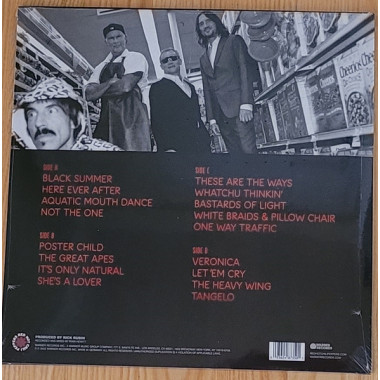 Cheerios
SIDE A
BLACK SUMMER
HERE EVER AFTER
AQUATIC MOUTH DANCE
NOT THE ONE
SIDE B
POSTER CHILD
THE GREAT APES
IT'S ONLY NATURAL
SHE'S A LOVER
SIDE C
THESE ARE THE WAYS
WHATCHU THINKIN'
BASTARDS OF LIGHT
WHITE BRAIDS & PILLOW CHAIR
ONE WAY TRAFFIC
SIDE D
VERONICA
LET 'EM CRY
THE HEAVY WING
TANGELO
PRODUCED BY RICK RUBIN